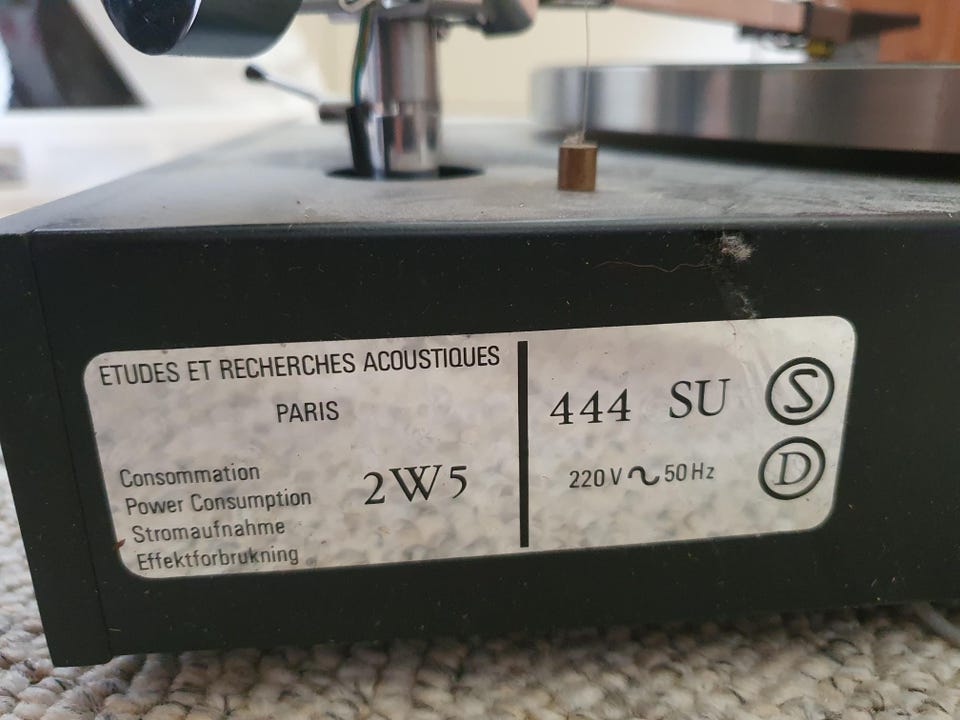 ETUDES ET RECHERCHES ACOUSTIQUES
PARIS
Consommation
Power Consumption
Stromaufnahme
Effektforbrukning
2W5
444 SU
220 V ~ 50 Hz
S
D